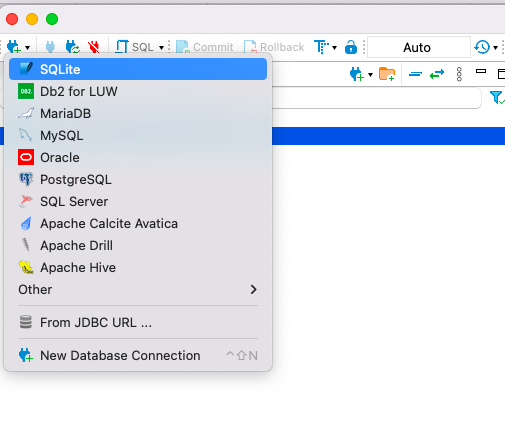 SQL
Commit
Rollback
Auto
SQLite
DB2.
Db2 for LUW
MariaDB
MySQL
Oracle
PostgreSQL
SQL Server
Apache Calcite Avatica
Apache Drill
Apache Hive
Other
From JDBC URL ...
New Database Connection ⌃⇧N